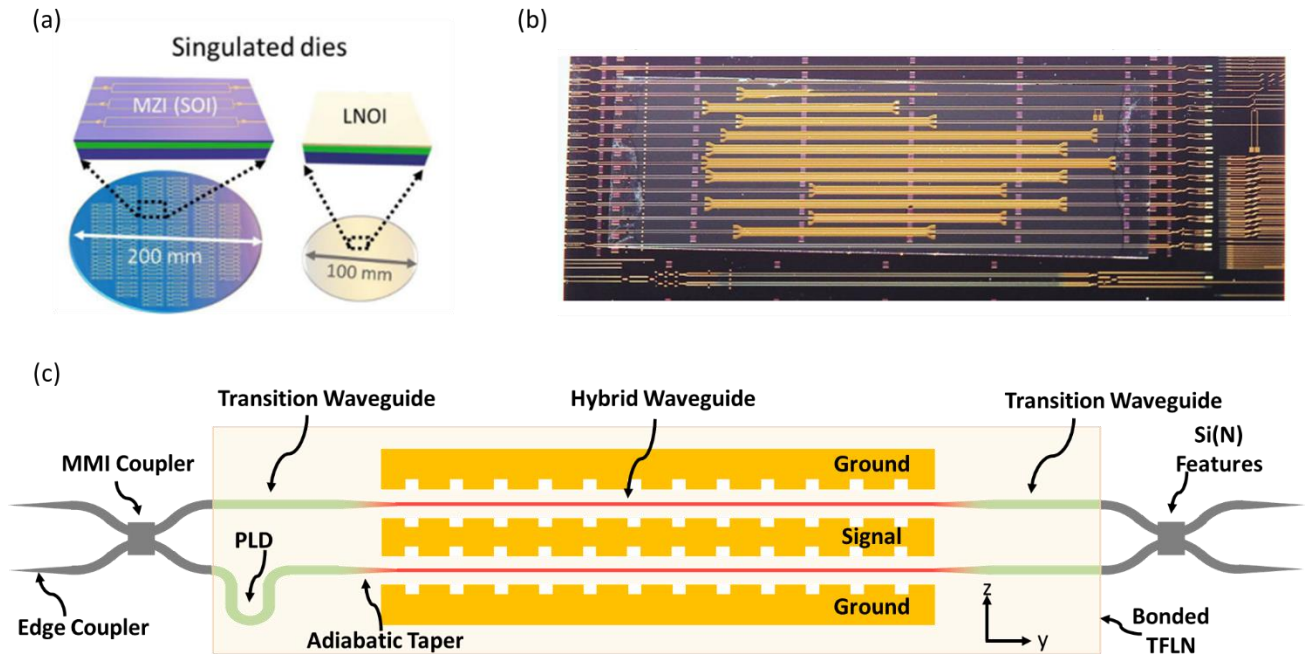 (a)
Singulated dies
MZI (SOI)
LNOI
200 mm
100 mm
(b)
(c)
Transition Waveguide
Hybrid Waveguide
Transition Waveguide
MMI Coupler
Si(N)
Features
Ground
PLD
Signal
Ground
Edge Coupler
Adiabatic Taper
z
y
Bonded
TFLN